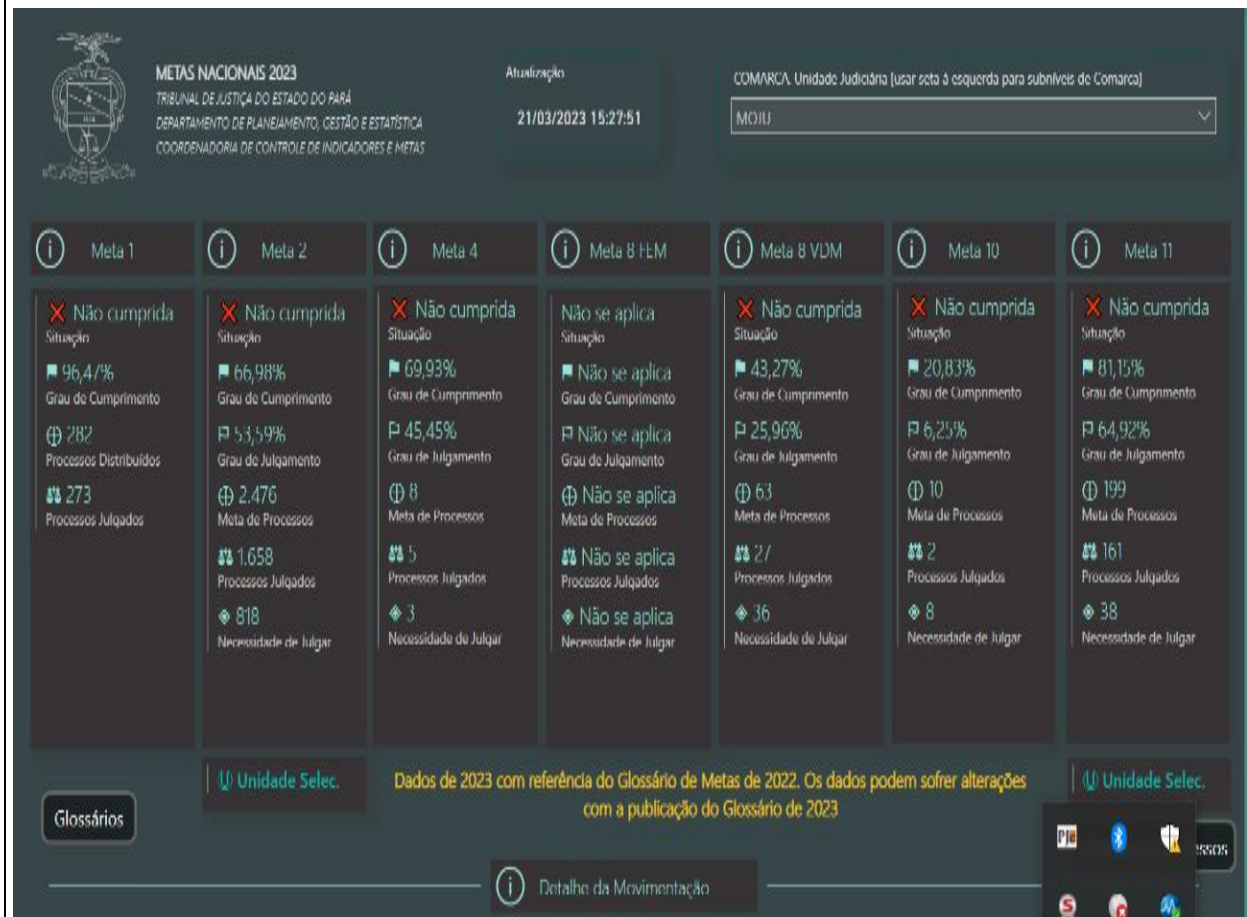 METAS NACIONAIS 2023
TRIBUNAL DE JUSTIÇA DO ESTADO DO PARÁ
DEPARTAMENTO DE PLANEJAMENTO, GESTÃO E ESTATÍSTICA
COORDENADORIA DE CONTROLE DE INDICADORES E METAS
Atualização
21/03/2023 15:27:51
COMARCA, Unidade Judiciária [usar seta à esquerda para subníveis de Comarca]
MOJU
Meta 1
Não cumprida
Situação
96,47%
Grau de Cumprimento
282
Processos Distribuídos
273
Processos Julgados
Meta 2
Não cumprida
Situação
66,98%
Grau de Cumprimento
53,59%
Grau de Julgamento
2.476
Meta de Processos
1.658
Processos Julgados
818
Necessidade de Julgar
Unidade Selec.
Meta 4
Não cumprida
Situação
69,93%
Grau de Cumprimento
45,45%
Grau de Julgamento
8
Meta de Processos
5
Processos Julgados
3
Necessidade de Julgar
Meta 8 FEM
Não se aplica
Situação
Não se aplica
Grau de Cumprimento
Não se aplica
Grau de Julgamento
Não se aplica
Meta de Processos
Não se aplica
Processos Julgados
Não se aplica
Necessidade de Julgar
Meta 8 VDM
Não cumprida
Situação
43,27%
Grau de Cumprimento
25,96%
Grau de Julgamento
63
Meta de Processos
27
Processos Julgados
36
Necessidade de Julgar
Meta 10
Não cumprida
Situação
20,83%
Grau de Cumprimento
6,25%
Grau de Julgamento
10
Meta de Processos
2
Processos Julgados
8
Necessidade de Julgar
Meta 11
Não cumprida
Situação
81,15%
Grau de Cumprimento
64,92%
Grau de Julgamento
199
Meta de Processos
161
Processos Julgados
38
Necessidade de Julgar
Unidade Selec.
Dados de 2023 com referência do Glossário de Metas de 2022. Os dados podem sofrer alterações
com a publicação do Glossário de 2023
Glossários
PJe
essos
Detalhe da Movimentação